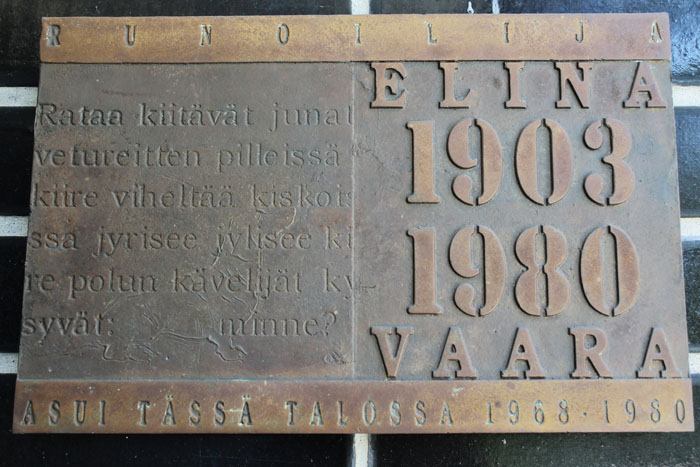 RUNOILIJA
Rataa kiitävät junat
vetureitten pilleissä
kiire viheltää kiskois
ssa jyrisee jylisee ki
re polun kävelijät ky
syvät: minne?
ELINA
1903
1980
VAARA
ASUI TÄSSÄ TALOSSA 1968-1980